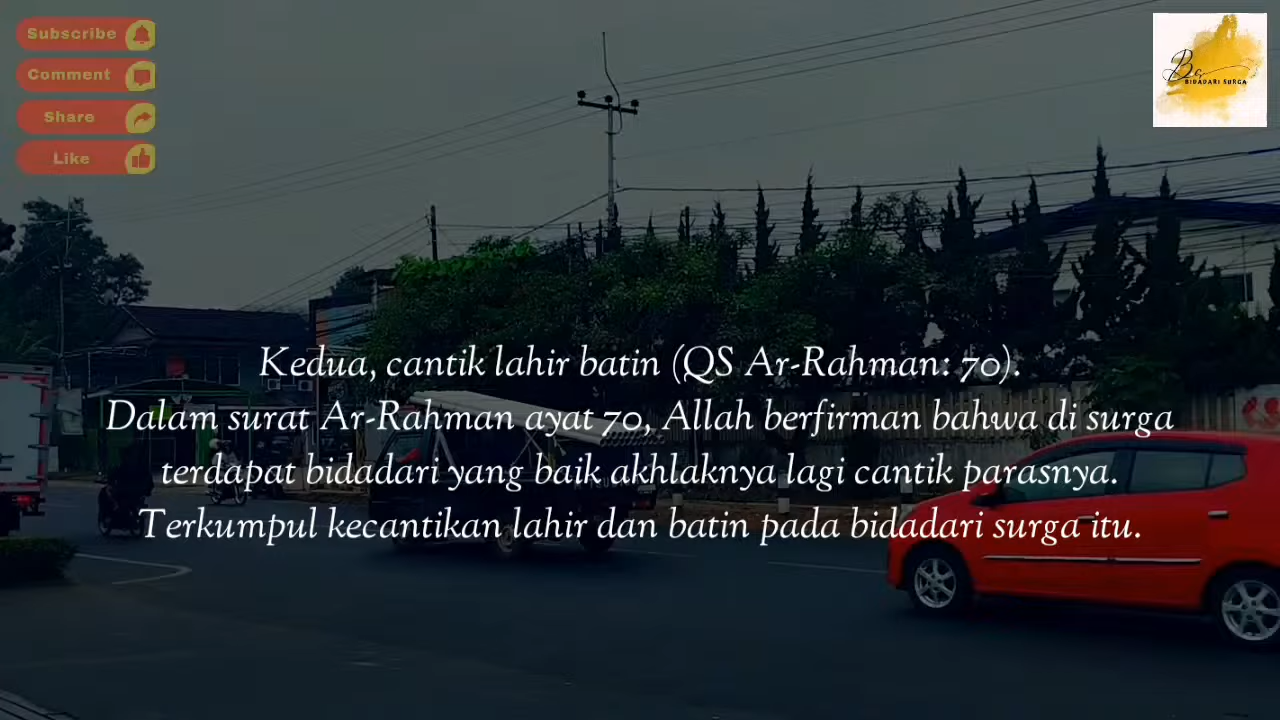 Subscribe
Comment
Share
Like
Bs
BIDADARI SURGA
Kedua, cantik lahir batin (QS Ar-Rahman: 70).
Dalam surat Ar-Rahman ayat 70, Allah berfirman bahwa di surga
terdapat bidadari yang baik akhlaknya lagi cantik parasnya.
Terkumpul kecantikan lahir dan batin pada bidadari surga itu.